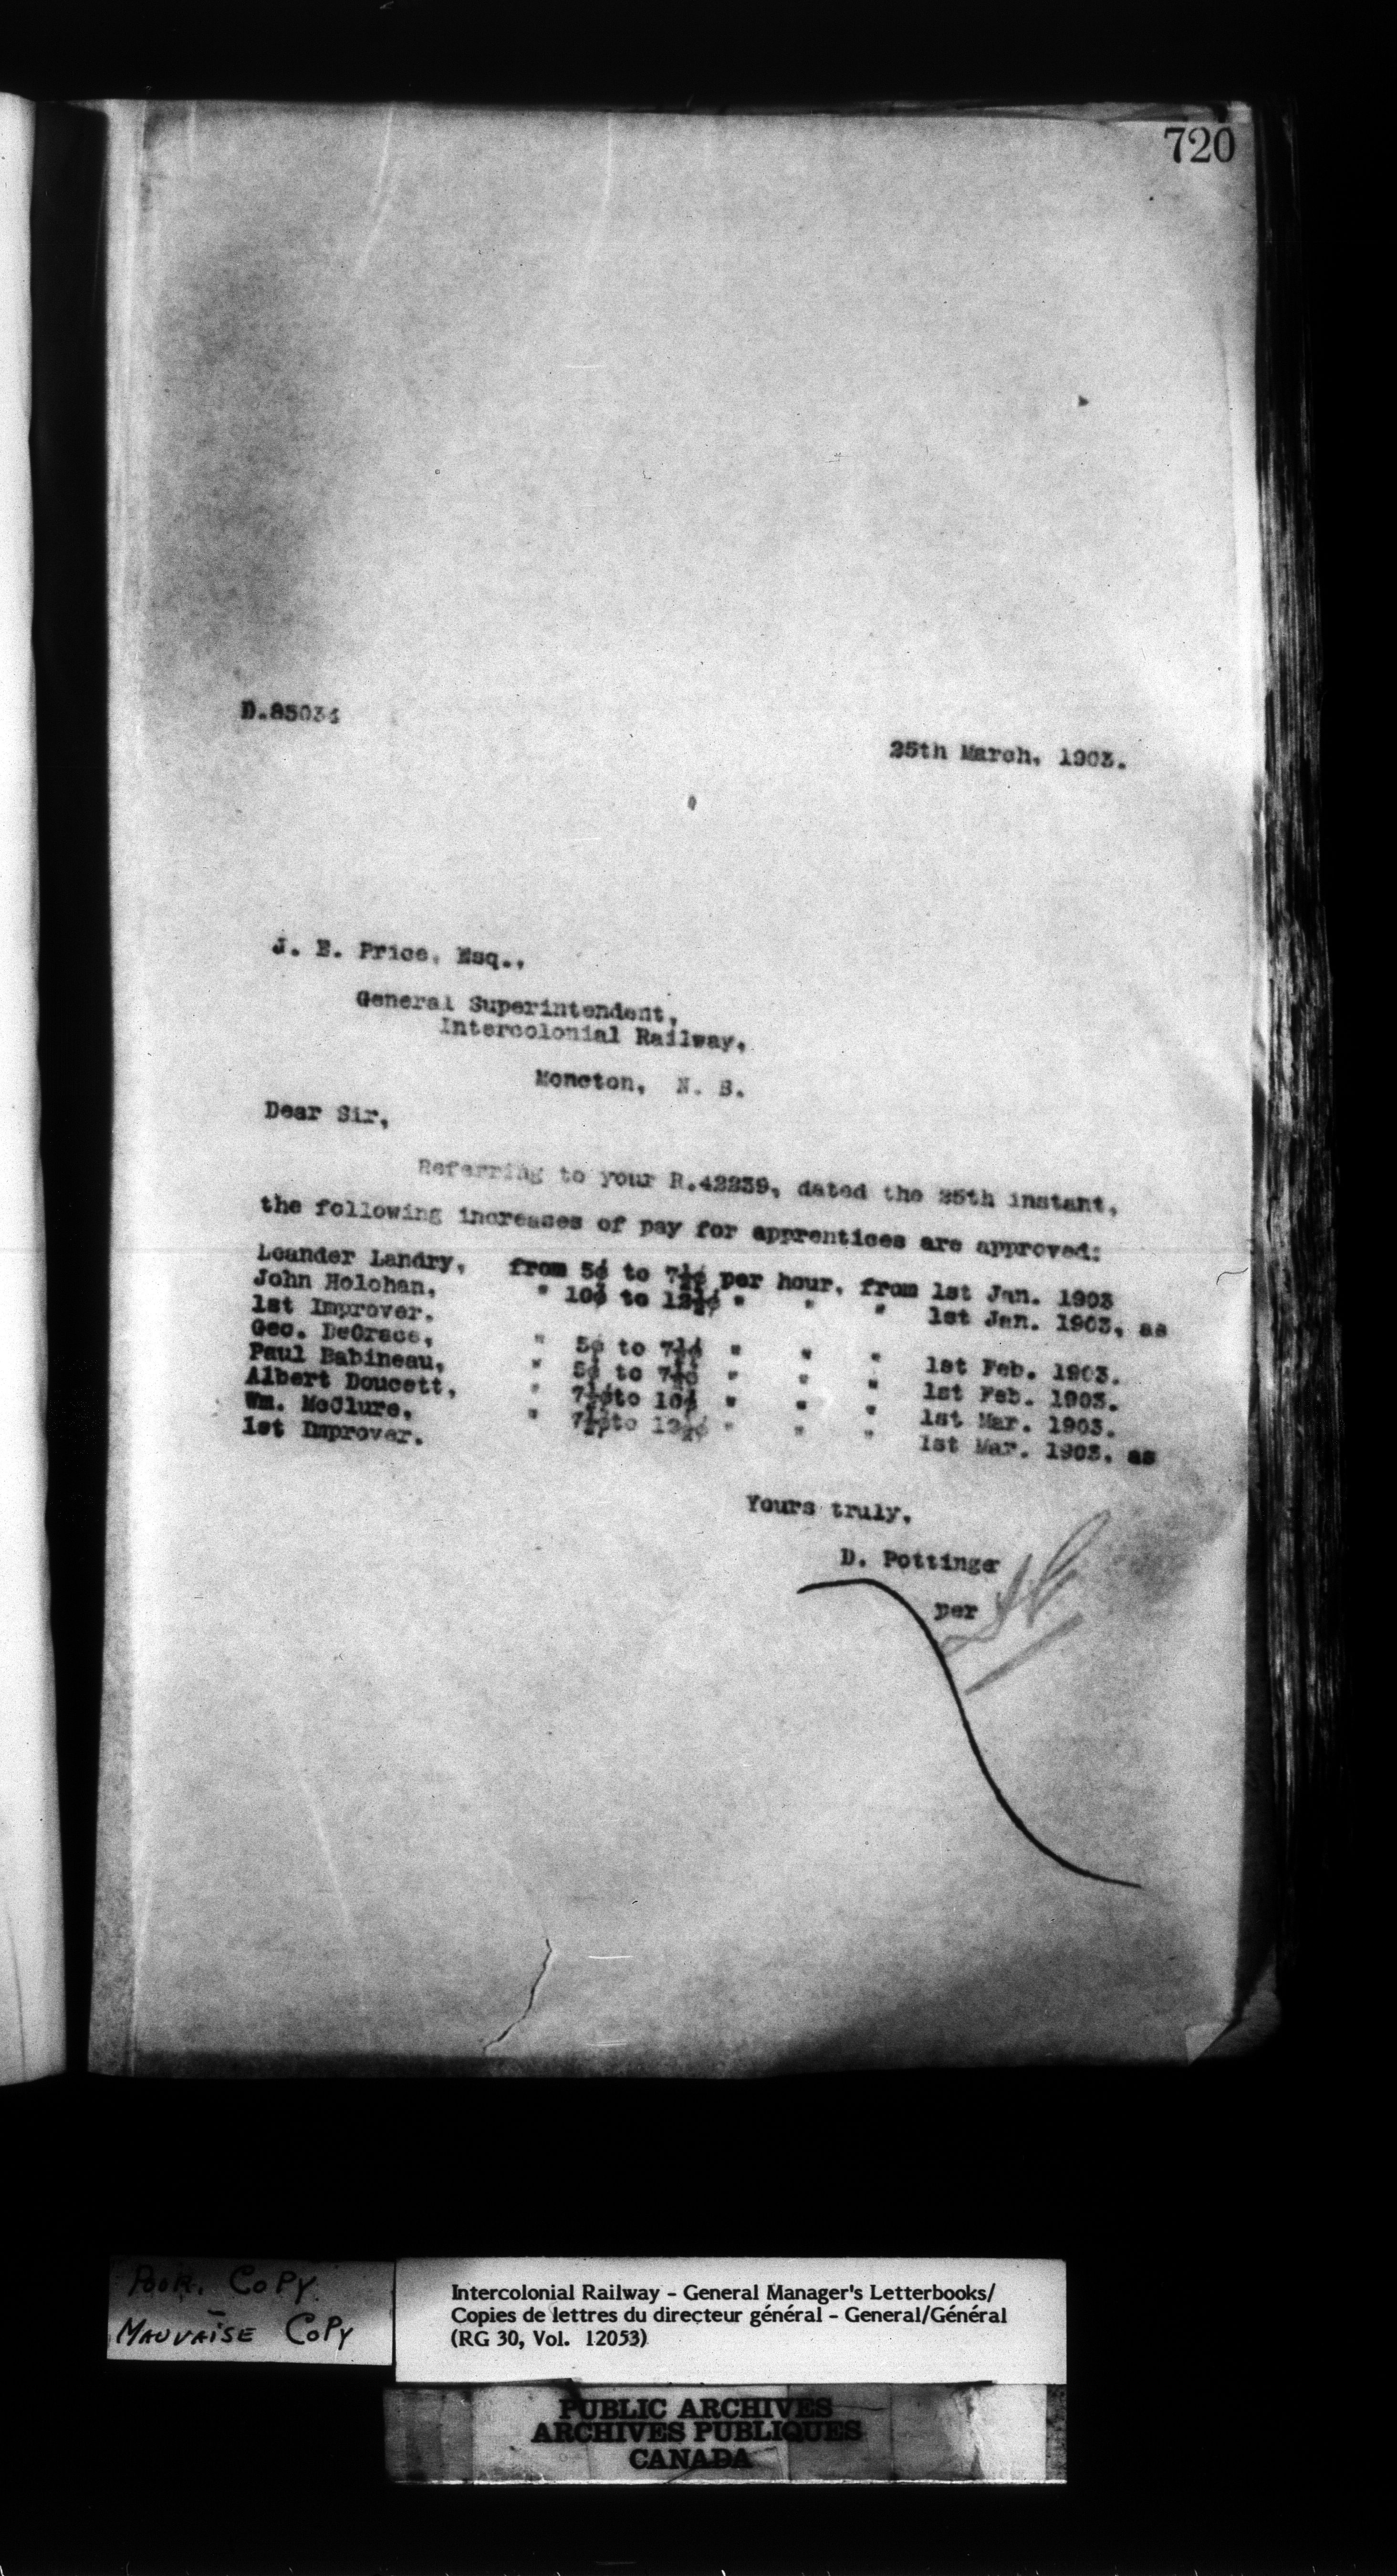 720
D.85034
25th March, 1903.
J. E. Price, Esq.,
General Superintendent,
Intercolonial Railway,
Moncton, N. B.
Dear Sir,
Referring to your R.42239, dated the 25th instant,
the following increases of pay for apprentices are approved:
Leander Landry, from 5¢ to 7½¢ per hour, from 1st Jan. 1903
John Holohan, " 10¢ to 12½¢ " " " 1st Jan. 1903, as
1st Improver.
Geo. DeGrace, " 5¢ to 7½¢ " " " 1st Feb. 1903.
Paul Babineau, " 5¢ to 7½¢ " " " 1st Feb. 1903.
Albert Doucett, " 7½¢to 10¢ " " " 1st Mar. 1903.
Wm. McClure, " 7½¢to 12½¢ " " " 1st Mar. 1903, as
1st Improver.
Yours truly,
D. Pottinger
per
POOR. COPY
MAUVAISE COPY
Intercolonial Railway - General Manager's Letterbooks/
Copies de lettres du directeur général - General/Général
(RG 30, Vol. 12053)
PUBLIC ARCHIVES
ARCHIVES PUBLIQUES
CANADA